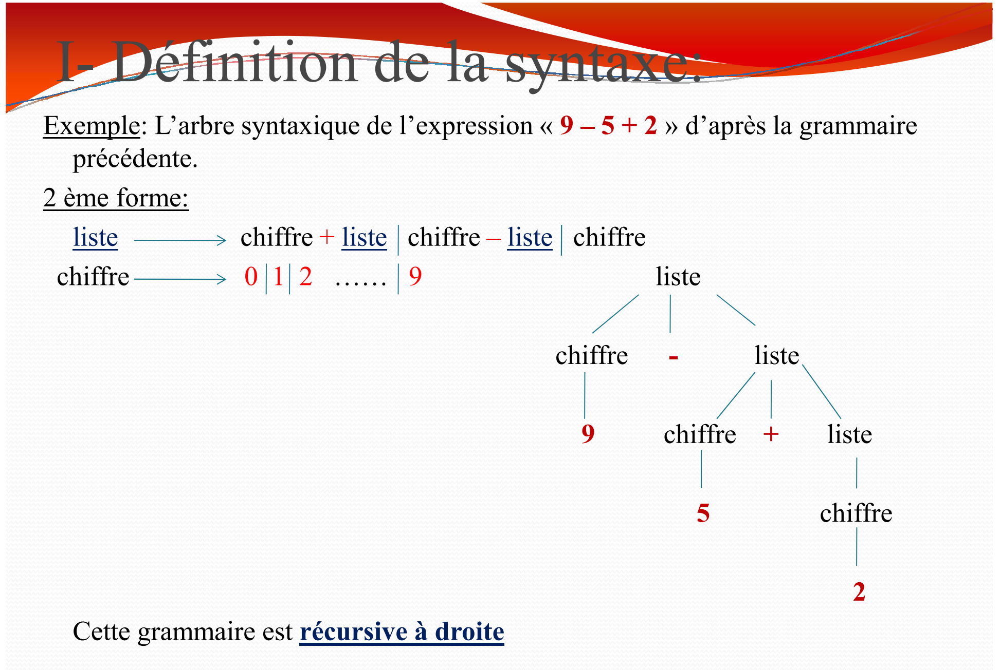 I- Définition de la syntaxe:
Exemple: L’arbre syntaxique de l’expression « 9 – 5 + 2 » d’après la grammaire
précédente.
2 ème forme:
liste → chiffre + liste | chiffre – liste | chiffre
chiffre → 0 | 1 | 2 …… | 9
liste
chiffre - liste
9 chiffre + liste
5 chiffre
2
Cette grammaire est récursive à droite